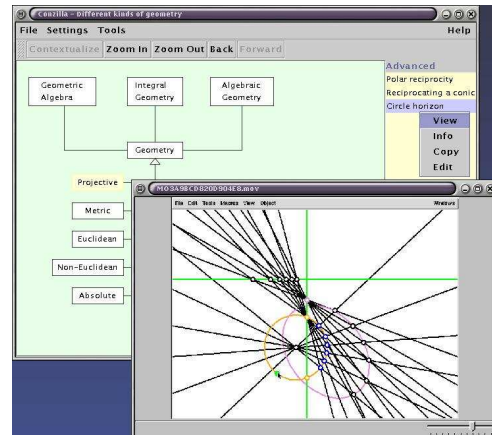 Conzilla - Different kinds of geometry
File Settings Tools Help
Contextualize Zoom In Zoom Out Back Forward
Advanced
Polar reciprocity
Reciprocating a conic
Circle horizon
View
Info
Copy
Edit
Geometric
Algebra
Integral
Geometry
Algebraic
Geometry
Geometry
Projective
Metric
Euclidean
Non-Euclidean
Absolute
File Edit Tools Macros View Object Windows